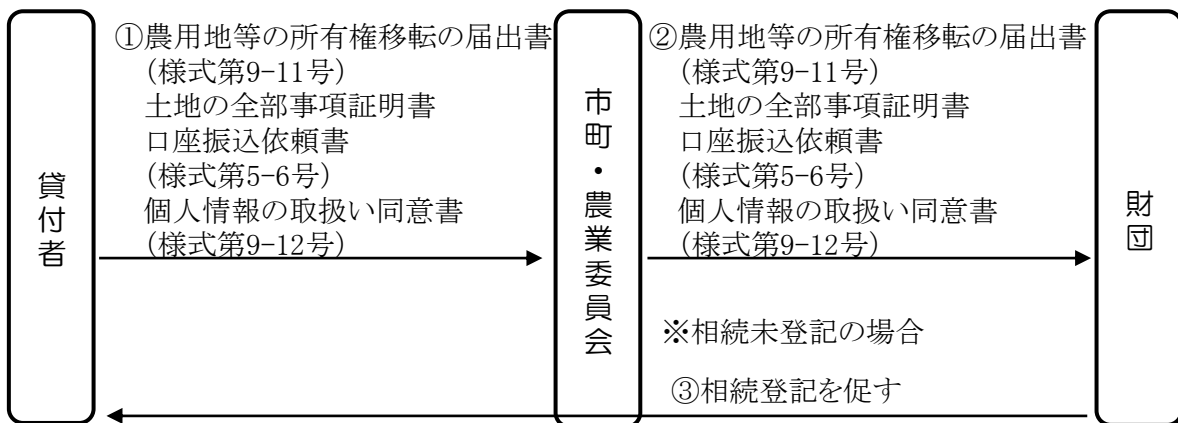 貸付者
①農用地等の所有権移転の届出書
(様式第9-11号)
土地の全部事項証明書
口座振込依頼書
(様式第5-6号)
個人情報の取扱い同意書
(様式第9-12号)
市町・農業委員会
②農用地等の所有権移転の届出書
(様式第9-11号)
土地の全部事項証明書
口座振込依頼書
(様式第5-6号)
個人情報の取扱い同意書
(様式第9-12号)
※相続未登記の場合
③相続登記を促す
財団